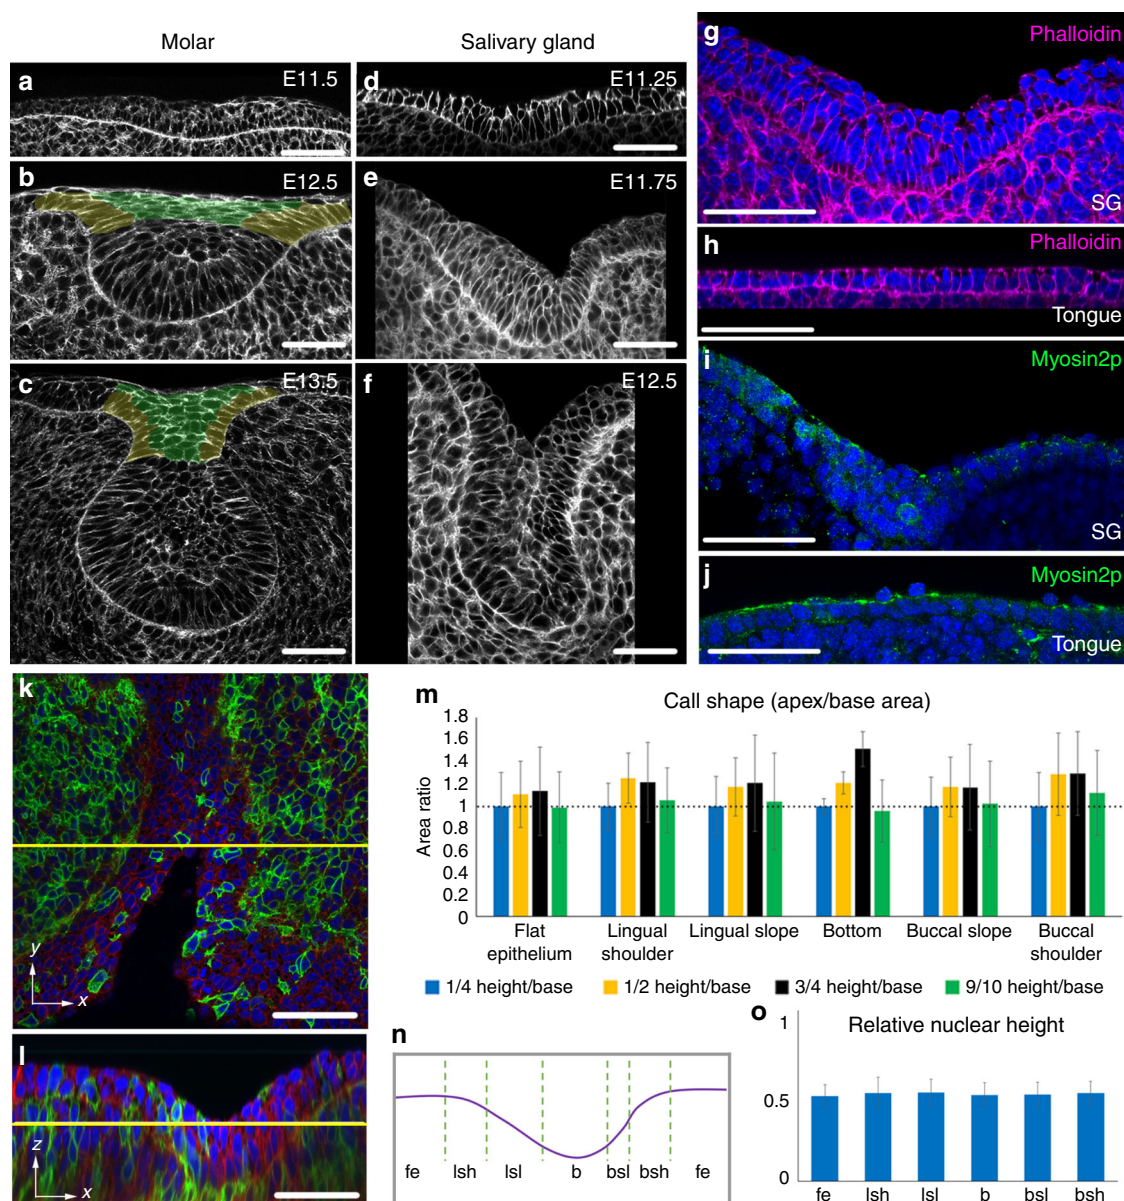 Molar
Salivary gland
a
E11.5
b
E12.5
c
E13.5
d
E11.25
e
E11.75
f
E12.5
g
Phalloidin
SG
h
Phalloidin
Tongue
i
Myosin2p
SG
j
Myosin2p
Tongue
k
y
x
l
z
x
m
Call shape (apex/base area)
Area ratio
1.8
1.6
1.4
1.2
1
0.8
0.6
0.4
0.2
0
Flat epithelium
Lingual shoulder
Lingual slope
Bottom
Buccal slope
Buccal shoulder
1/4 height/base
1/2 height/base
3/4 height/base
9/10 height/base
n
fe lsh lsl b bsl bsh fe
o
Relative nuclear height
1
0.5
0
fe lsh lsl b bsl bsh